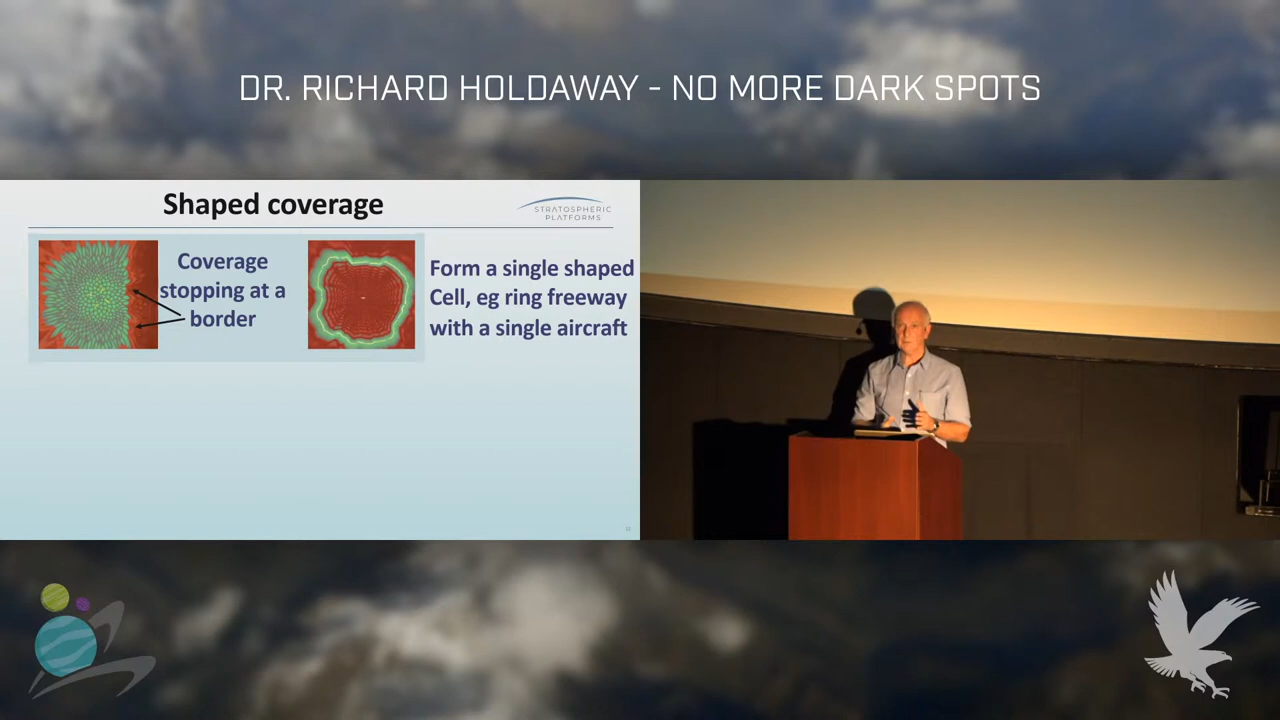 DR. RICHARD HOLDAWAY - NO MORE DARK SPOTS
Shaped coverage
STRATOSPHERIC
PLATFORMS
Coverage
stopping at a
border
Form a single shaped
Cell, eg ring freeway
with a single aircraft